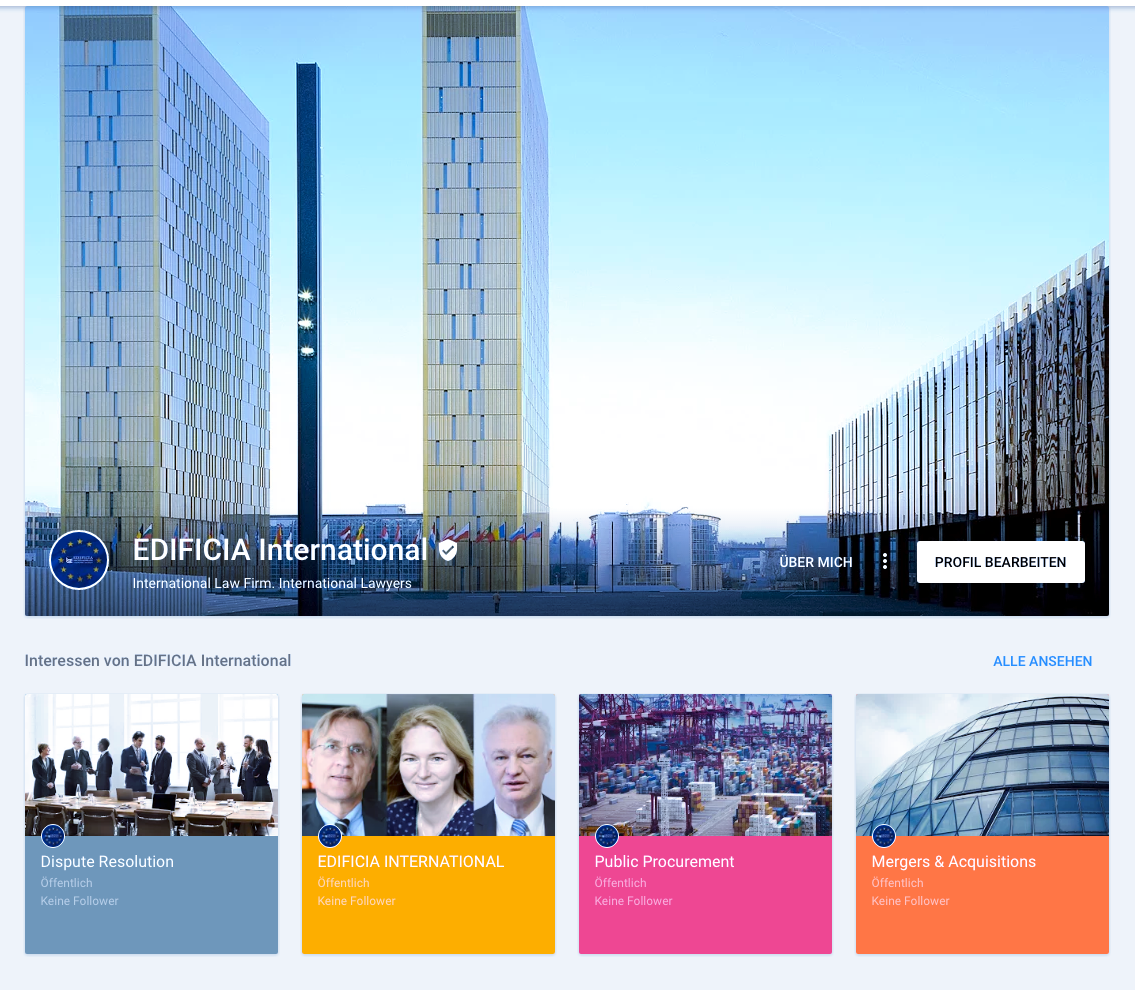 EDIFICIA International
International Law Firm. International Lawyers
ÜBER MICH
PROFIL BEARBEITEN
Interessen von EDIFICIA International
ALLE ANSEHEN
Dispute Resolution
Öffentlich
Keine Follower
EDIFICIA INTERNATIONAL
Öffentlich
Keine Follower
Public Procurement
Öffentlich
Keine Follower
Mergers & Acquisitions
Öffentlich
Keine Follower